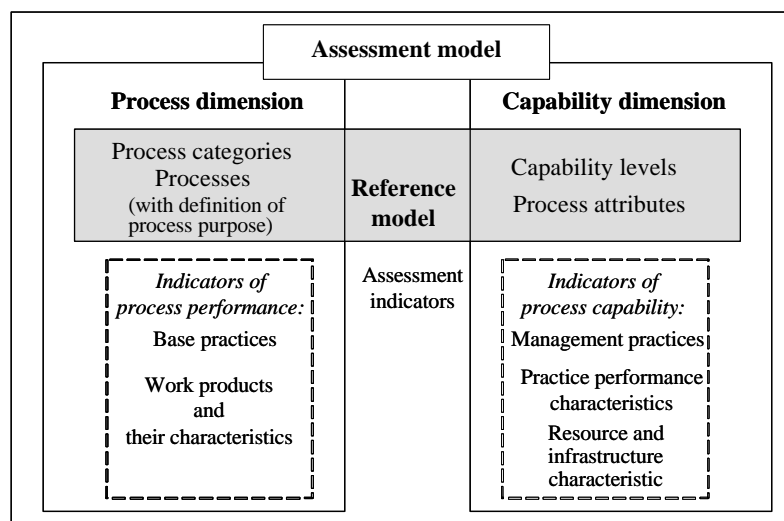 Assessment model
Process dimension
Process categories
Processes
(with definition of
process purpose)
Indicators of
process performance:
Base practices
Work products
and
their characteristics
Reference
model
Assessment
indicators
Capability dimension
Capability levels
Process attributes
Indicators of
process capability:
Management practices
Practice performance
characteristics
Resource and
infrastructure
characteristic